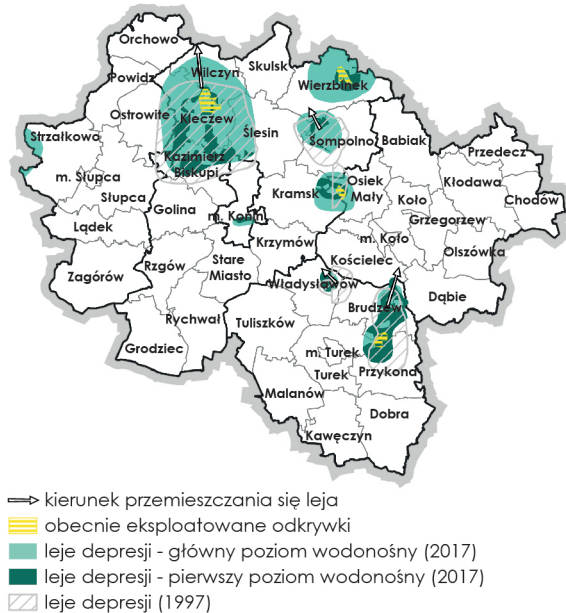 Orchowo
Wilczyn
Skulsk
Powidz
Wierzbinek
Ostrowite
Kleczew
Strzałkowo
Ślesin
Sompolno
Babiak
Przedecz
Kazimierz
Biskupi
m. Słupca
Kłodawa
Osiek
Mały
Słupca
Kramsk
Koło
Chodów
Golina
m. Konin
Grzegorzew
Lądek
m. Koło
Krzymów
Olszówka
Kościelec
Stare
Miasto
Zagórów
Rzgów
Władysławów
Dąbie
Brudzew
Rychwał
Tuliszków
Grodziec
m. Turek
Turek
Przykona
Malanów
Dobra
Kawęczyn
kierunek przemieszczania się leja
obecnie eksploatowane odkrywki
leje depresji - główny poziom wodonośny (2017)
leje depresji - pierwszy poziom wodonośny (2017)
leje depresji (1997)